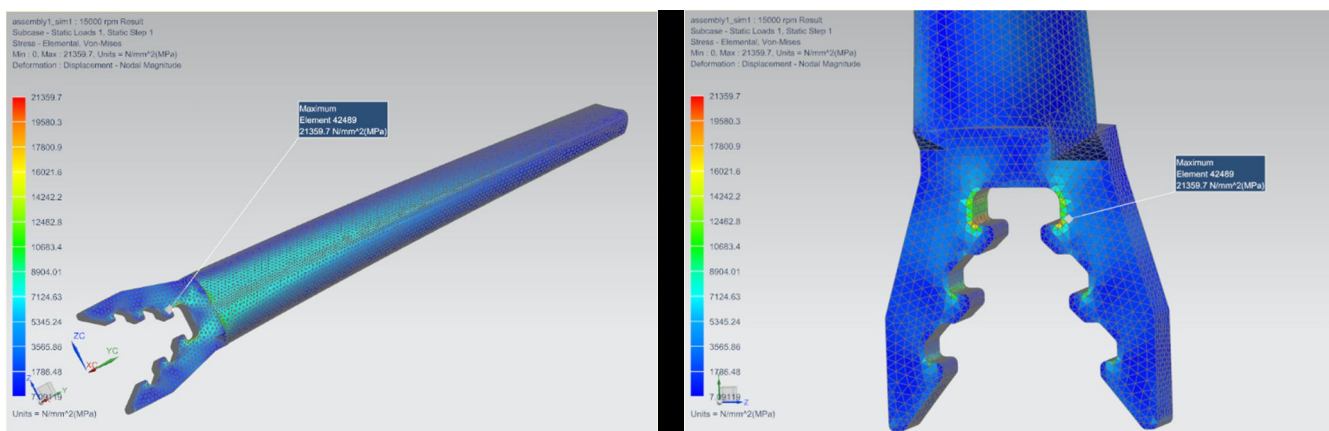 assembly1_sim1 : 15000 rpm Result
Subcase - Static Loads 1, Static Step 1
Stress - Elemental, Von-Mises
Min : 0, Max : 21359.7, Units = N/mm^2(MPa)
Deformation : Displacement - Nodal Magnitude
21359.7
19580.3
17800.9
16021.6
14242.2
12462.8
10683.4
8904.01
7124.63
5345.24
3565.86
1786.48
7.09119
Units = N/mm^2(MPa)
Maximum
Element 42489
21359.7 N/mm^2(MPa)
ZC
YC
XC
Z
Y
assembly1_sim1 : 15000 rpm Result
Subcase - Static Loads 1, Static Step 1
Stress - Elemental, Von-Mises
Min : 0, Max : 21359.7, Units = N/mm^2(MPa)
Deformation : Displacement - Nodal Magnitude
21359.7
19580.3
17800.9
16021.6
14242.2
12462.8
10683.4
8904.01
7124.63
5345.24
3565.86
1786.48
7.09119
Units = N/mm^2(MPa)
Maximum
Element 42489
21359.7 N/mm^2(MPa)
Z